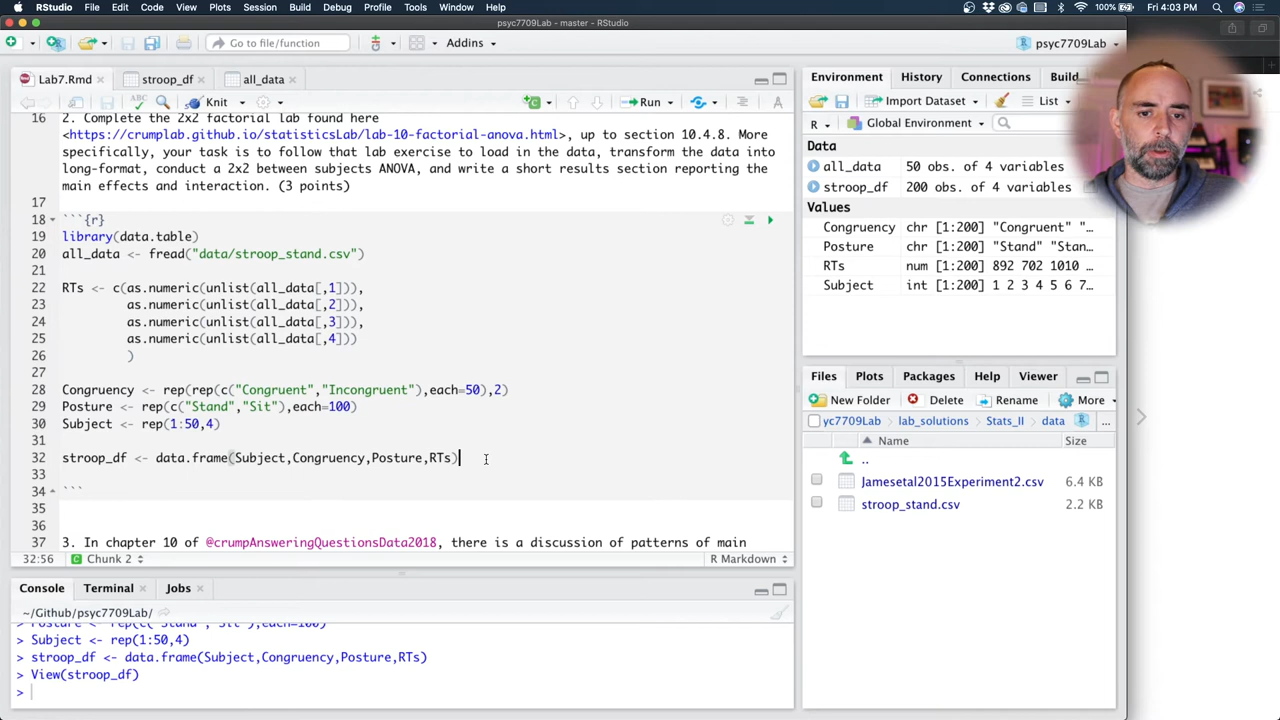 RStudio File Edit Code View Plots Session Build Debug Profile Tools Window Help 100% Fri 4:03 PM
psyc7709Lab - master - RStudio
Go to file/function Addins psyc7709Lab
Lab7.Rmd stroop_df all_data
ABC Knit Run
16 2. Complete the 2x2 factorial lab found here
<https://crumplab.github.io/statisticsLab/lab-10-factorial-anova.html>, up to section 10.4.8. More
specifically, your task is to follow that lab exercise to load in the data, transform the data into
long-format, conduct a 2x2 between subjects ANOVA, and write a short results section reporting the
main effects and interaction. (3 points)
17
18 ```{r}
19 library(data.table)
20 all_data <- fread("data/stroop_stand.csv")
21
22 RTs <- c(as.numeric(unlist(all_data[,1])),
23 as.numeric(unlist(all_data[,2])),
24 as.numeric(unlist(all_data[,3])),
25 as.numeric(unlist(all_data[,4]))
26 )
27
28 Congruency <- rep(rep(c("Congruent","Incongruent"),each=50),2)
29 Posture <- rep(c("Stand","Sit"),each=100)
30 Subject <- rep(1:50,4)
31
32 stroop_df <- data.frame(Subject,Congruency,Posture,RTs)
33
34 ```
35
36
37 3. In chapter 10 of @crumpAnsweringQuestionsData2018, there is a discussion of patterns of main
32:56 Chunk 2 R Markdown
Console Terminal Jobs
~/Github/psyc7709Lab/
> Posture <- rep(c("Stand","Sit"),each=100)
> Subject <- rep(1:50,4)
> stroop_df <- data.frame(Subject,Congruency,Posture,RTs)
> View(stroop_df)
>
Environment History Connections Build
Import Dataset List
R Global Environment
Data
all_data 50 obs. of 4 variables
stroop_df 200 obs. of 4 variables
Values
Congruency chr [1:200] "Congruent" "…
Posture chr [1:200] "Stand" "Stan…
RTs num [1:200] 892 702 1010 …
Subject int [1:200] 1 2 3 4 5 6 7…
Files Plots Packages Help Viewer
New Folder Delete Rename More
yc7709Lab lab_solutions Stats_II data ...
Name Size
..
Jamesetal2015Experiment2.csv 6.4 KB
stroop_stand.csv 2.2 KB